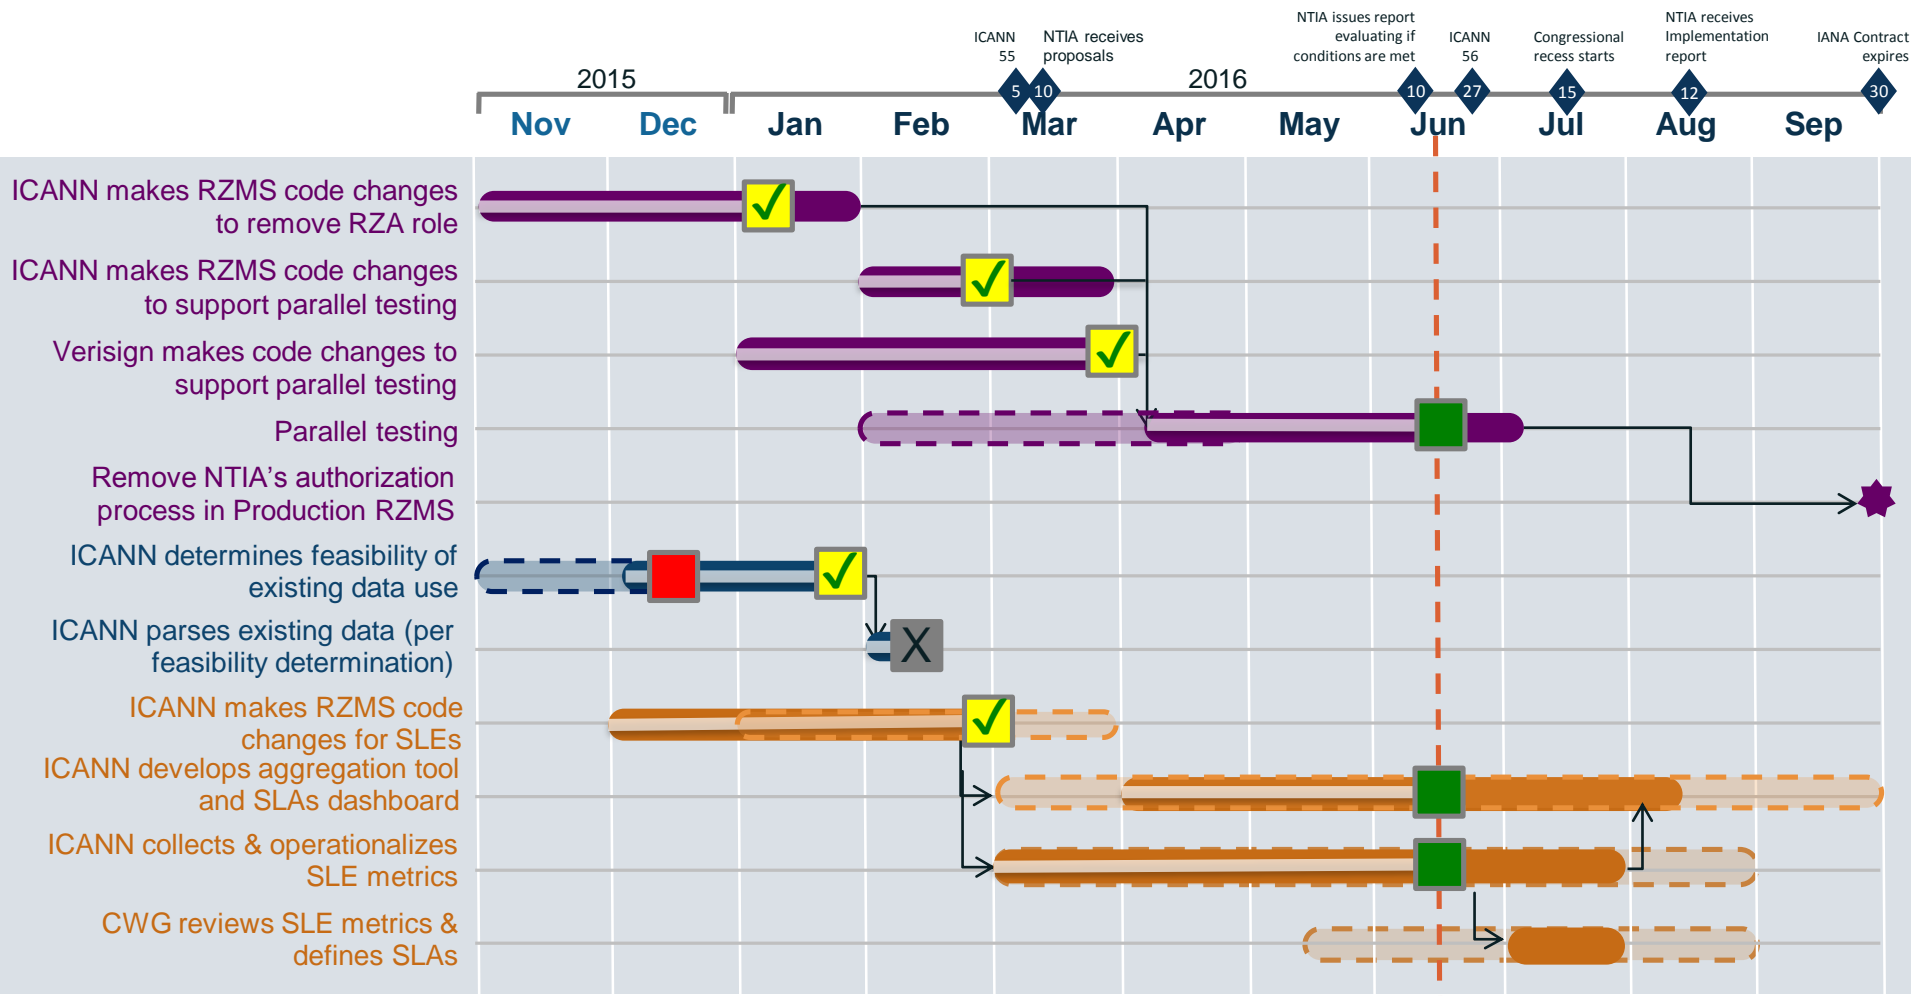 NTIA issues report
evaluating if
conditions are met
NTIA receives
Implementation
report
ICANN
55
NTIA receives
proposals
ICANN
56
Congressional
recess starts
IANA Contract
expires
2015
2016
5
10
10
27
15
12
30
Nov
Dec
Jan
Feb
Mar
Apr
May
Jun
Jul
Aug
Sep
ICANN makes RZMS code changes
to remove RZA role
ICANN makes RZMS code changes
to support parallel testing
Verisign makes code changes to
support parallel testing
Parallel testing
Remove NTIA’s authorization
process in Production RZMS
ICANN determines feasibility of
existing data use
ICANN parses existing data (per
feasibility determination)
X
ICANN makes RZMS code
changes for SLEs
ICANN develops aggregation tool
and SLAs dashboard
ICANN collects & operationalizes
SLE metrics
CWG reviews SLE metrics &
defines SLAs